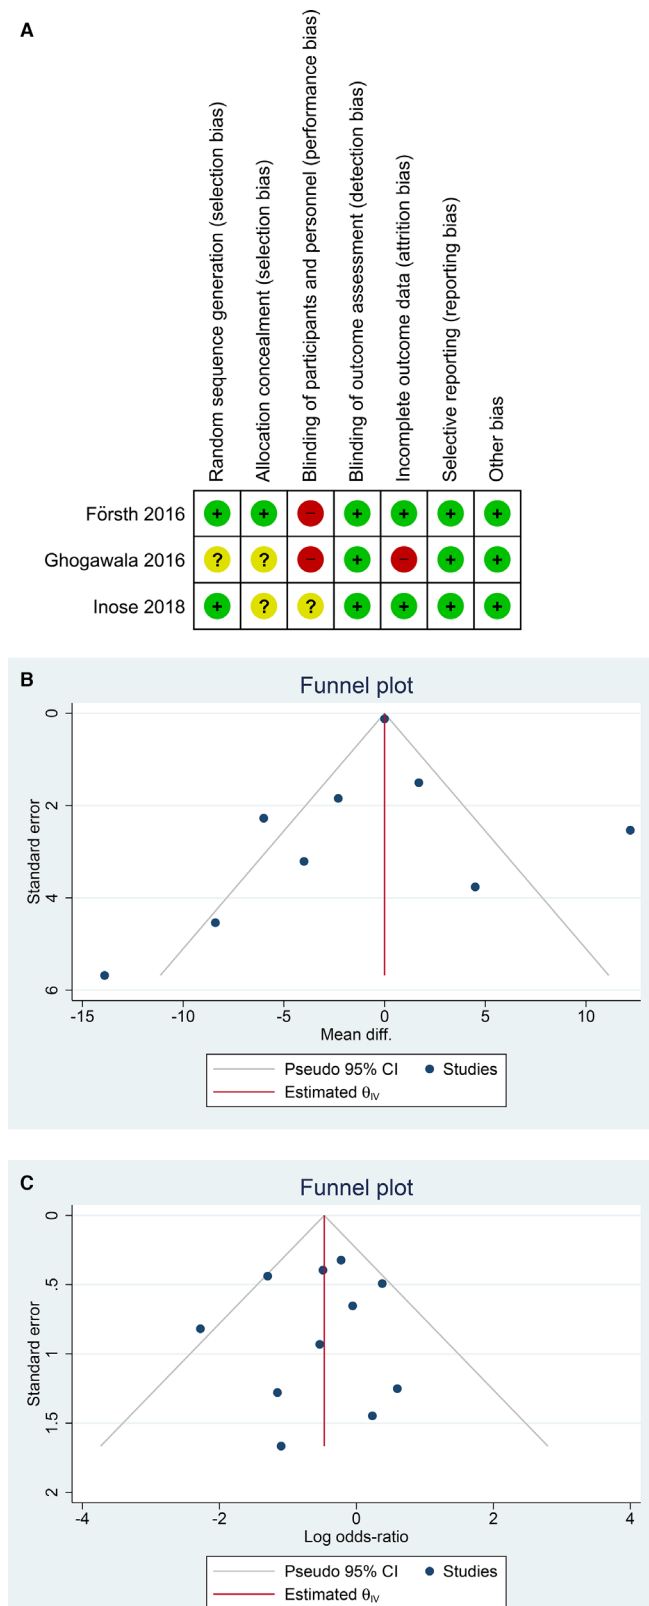 A
Random sequence generation (selection bias)
Allocation concealment (selection bias)
Blinding of participants and personnel (performance bias)
Blinding of outcome assessment (detection bias)
Incomplete outcome data (attrition bias)
Selective reporting (reporting bias)
Other bias
Försth 2016 + + − + + + +
Ghogawala 2016 ? ? − + − + +
Inose 2018 + ? ? + + + +
B
Funnel plot
Standard error
0
2
4
6
-15 -10 -5 0 5 10
Mean diff.
Pseudo 95% CI Studies
Estimated θIV
C
Funnel plot
Standard error
0
.5
1
1.5
2
-4 -2 0 2 4
Log odds-ratio
Pseudo 95% CI Studies
Estimated θIV